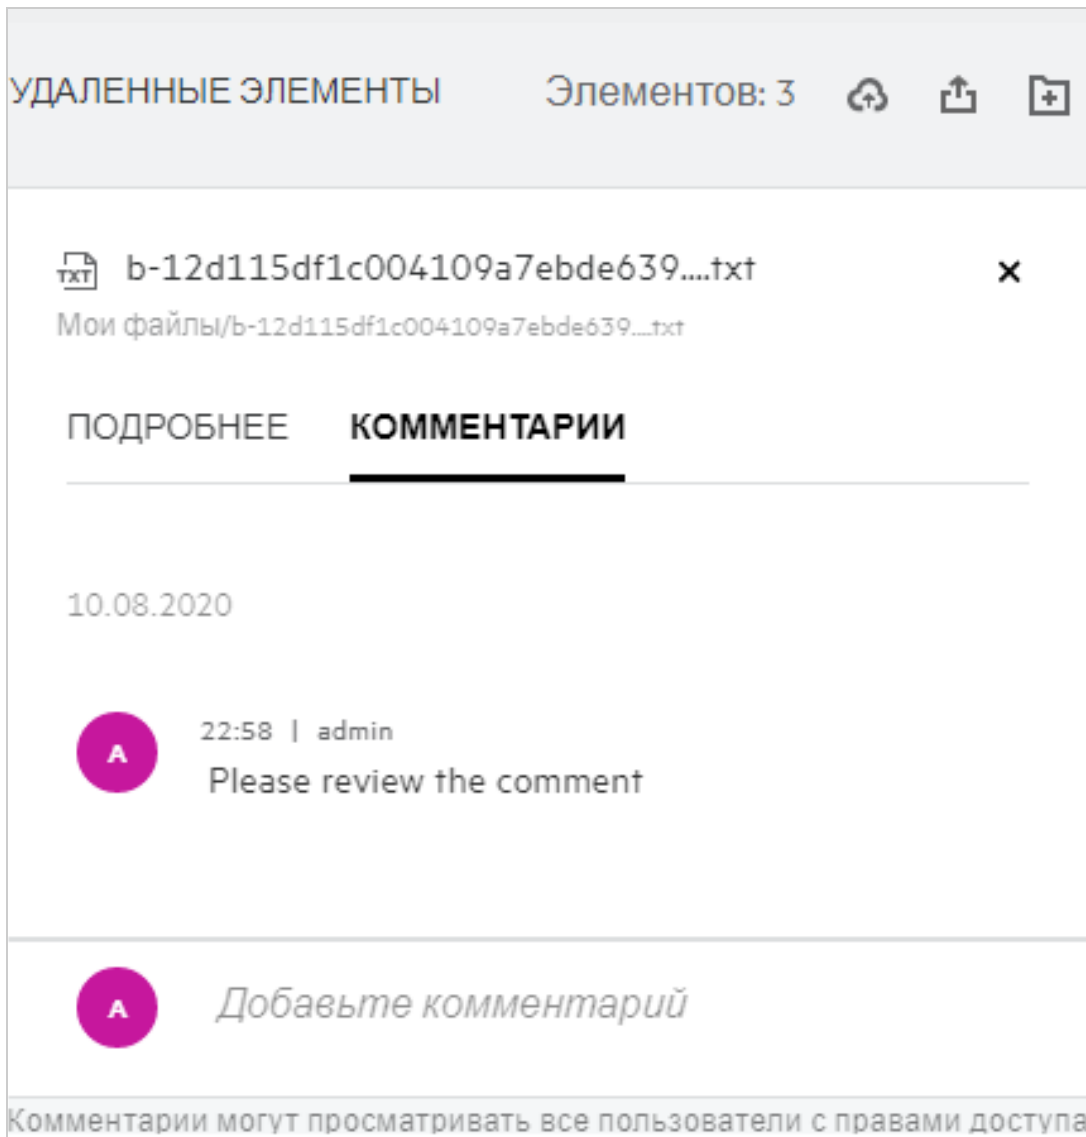 УДАЛЕННЫЕ ЭЛЕМЕНТЫ Элементов: 3
TXT b-12d115df1c004109a7ebde639....txt
Мои файлы/b-12d115df1c004109a7ebde639....txt
ПОДРОБНЕЕ КОММЕНТАРИИ
10.08.2020
22:58 | admin
A Please review the comment
A Добавьте комментарий
Комментарии могут просматривать все пользователи с правами доступа